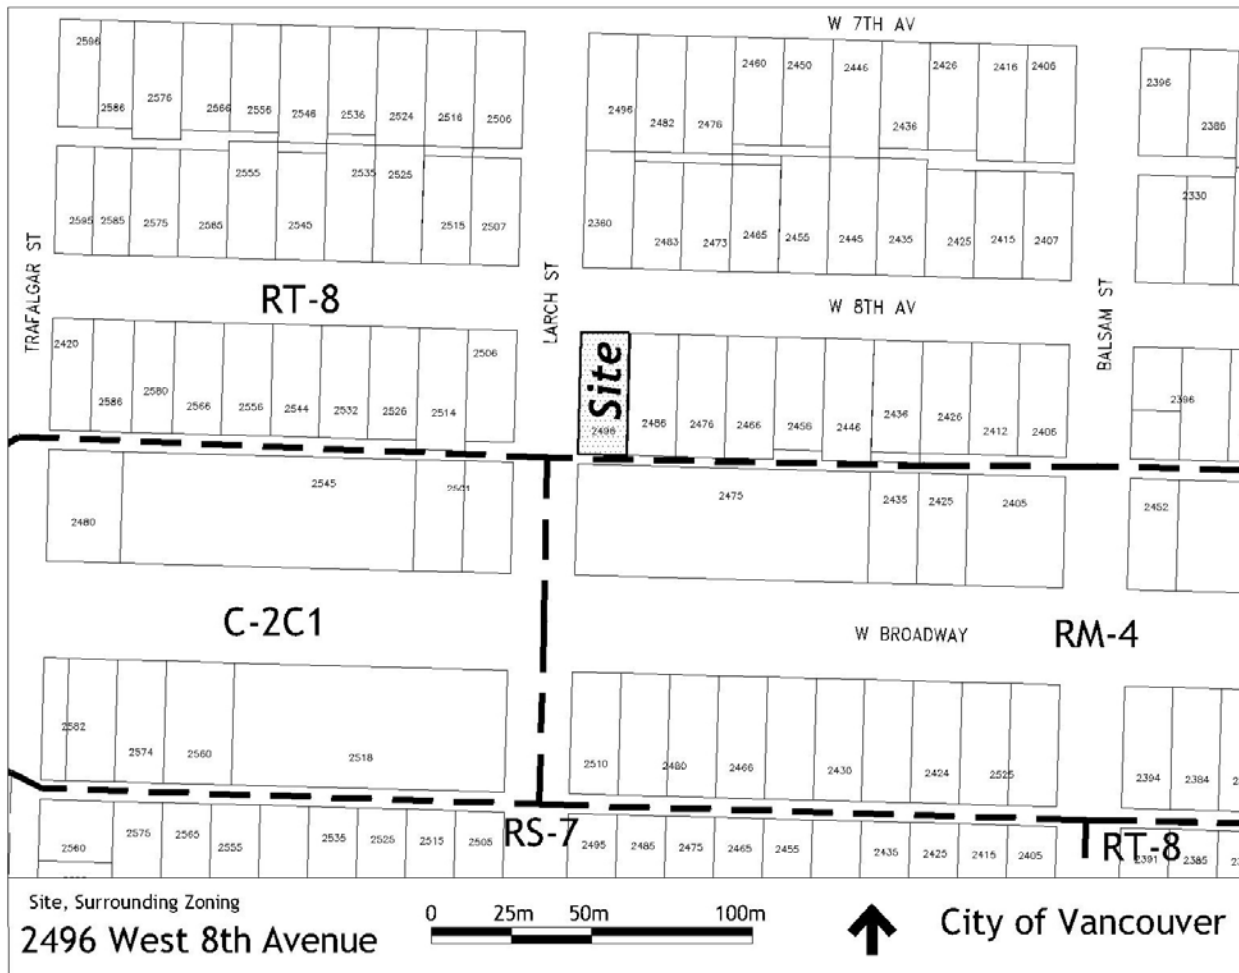 W 7TH AV
2596 2586 2576 2566 2556 2546 2536 2524 2516 2506
2496 2482 2476 2460 2450 2446 2436 2426 2416 2406
2396 2386
2595 2585 2575 2565 2555 2545 2535 2525 2515 2507
2360 2483 2473 2465 2455 2445 2435 2425 2415 2407
2330
TRAFALGAR ST
RT-8
LARCH ST
W 8TH AV
BALSAM ST
2420 2586 2580 2566 2556 2544 2532 2526 2514 2506
Site
2496 2486 2476 2466 2456 2446 2436 2426 2412 2406
2396
2480 2545 2501
2475 2435 2425 2405
2452
C-2C1
W BROADWAY
RM-4
2582 2574 2560 2518
2510 2480 2466 2430 2424 2525
2394 2384
2560 2575 2565 2555 2535 2525 2515 2505
RS-7
2495 2485 2475 2465 2455 2435 2425 2415 2405
RT-8
2391 2385
Site, Surrounding Zoning
2496 West 8th Avenue
0 25m 50m 100m
City of Vancouver